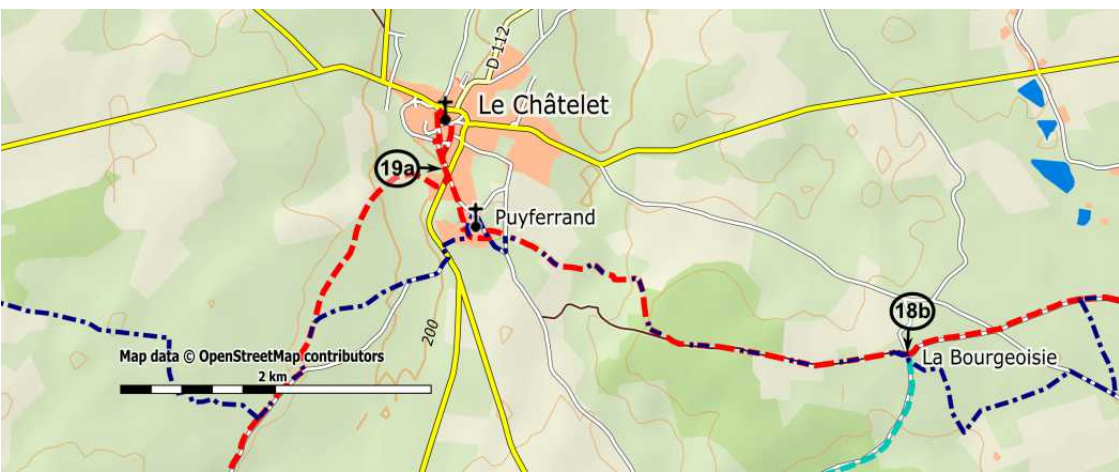 D 112
Le Châtelet
19a
Puyferrand
18b
200
Map data © OpenStreetMap contributors
La Bourgeoisie
2 km